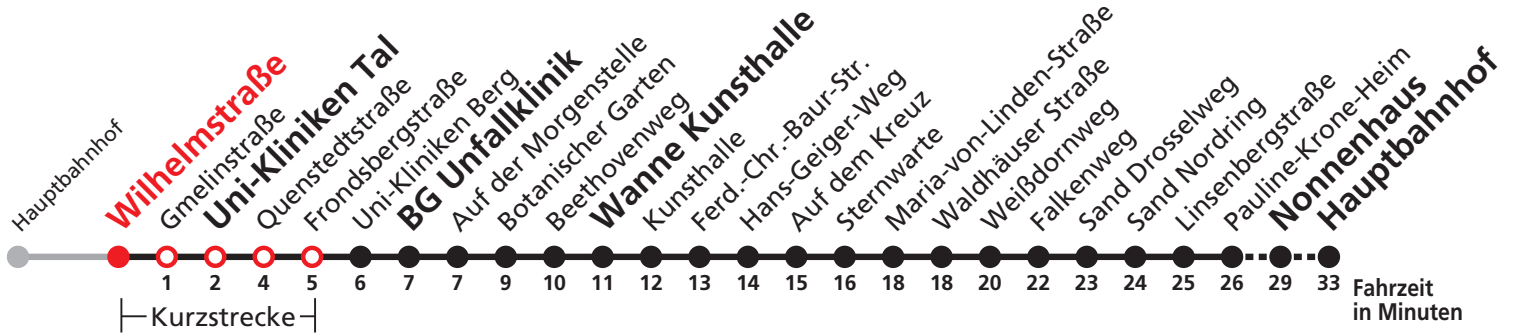 Hauptbahnhof
Wilhelmstraße
Gmelinstraße
Uni-Kliniken Tal
Quenstedtstraße
Frondsbergstraße
Uni-Kliniken Berg
BG Unfallklinik
Auf der Morgenstelle
Botanischer Garten
Beethovenweg
Wanne Kunsthalle
Kunsthalle
Ferd.-Chr.-Baur-Str.
Hans-Geiger-Weg
Auf dem Kreuz
Sternwarte
Maria-von-Linden-Straße
Waldhäuser Straße
Weißdornweg
Falkenweg
Sand Drosselweg
Sand Nordring
Linsenbergstraße
Pauline-Krone-Heim
Nonnenhaus
Hauptbahnhof
1 2 4 5 6 7 7 9 10 11 12 13 14 15 16 18 18 20 22 23 24 25 26 29 33
Fahrzeit
in Minuten
Kurzstrecke